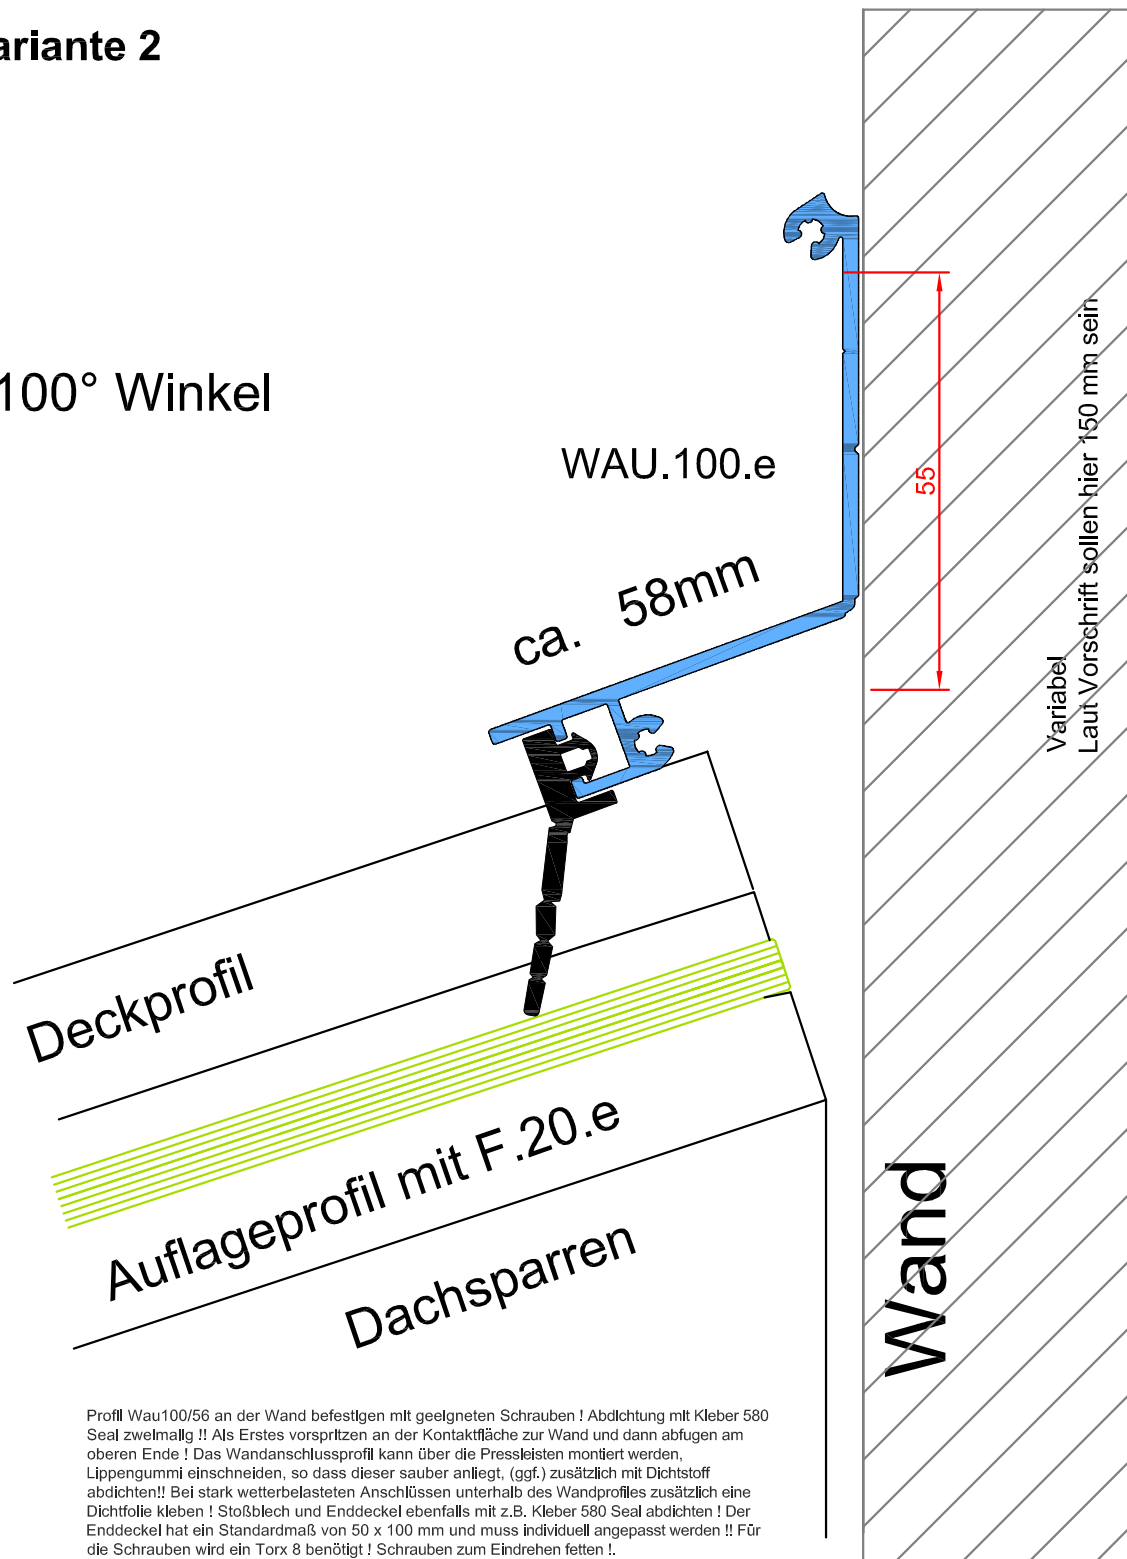 ariante 2
100° Winkel
WAU.100.e
ca. 58mm
55
Variabel
Laut Vorschrift sollen hier 150 mm sein
Deckprofil
Auflageprofil mit F.20.e
Dachsparren
Wand
Profil Wau100/56 an der Wand befestigen mit geeigneten Schrauben ! Abdichtung mit Kleber 580
Seal zweimalig !! Als Erstes vorspritzen an der Kontaktfläche zur Wand und dann abfugen am
oberen Ende ! Das Wandanschlussprofil kann über die Pressleisten montiert werden,
Lippengummi einschneiden, so dass dieser sauber anliegt, (ggf.) zusätzlich mit Dichtstoff
abdichten!! Bei stark wetterbelasteten Anschlüssen unterhalb des Wandprofiles zusätzlich eine
Dichtfolie kleben ! Stoßblech und Enddeckel ebenfalls mit z.B. Kleber 580 Seal abdichten ! Der
Enddeckel hat ein Standardmaß von 50 x 100 mm und muss individuell angepasst werden !! Für
die Schrauben wird ein Torx 8 benötigt ! Schrauben zum Eindrehen fetten !.